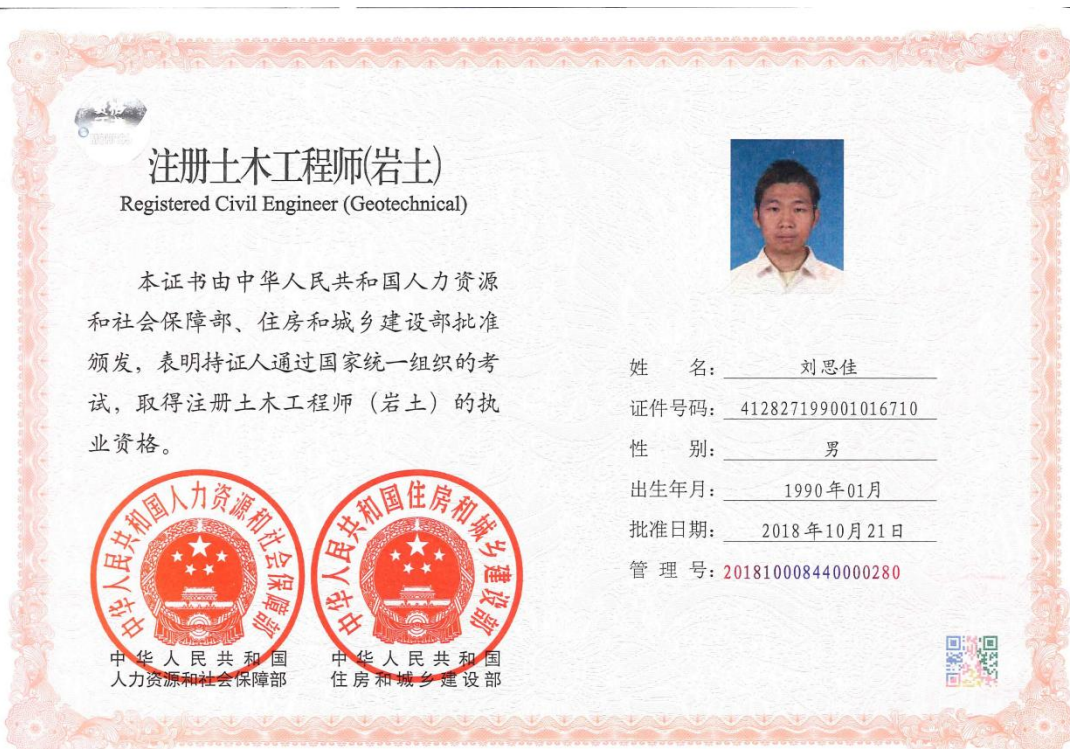 注册土木工程师(岩土)
Registered Civil Engineer (Geotechnical)
本证书由中华人民共和国人力资源
和社会保障部、住房和城乡建设部批准
颁发，表明持证人通过国家统一组织的考
试，取得注册土木工程师（岩土）的执
业资格。
中华人民共和国人力资源和社会保障部
中华人民共和国住房和城乡建设部
中华人民共和国
人力资源和社会保障部
中华人民共和国
住房和城乡建设部
姓 名：刘思佳
证件号码：412827199001016710
性 别：男
出生年月：1990年01月
批准日期：2018年10月21日
管 理 号：201810008440000280